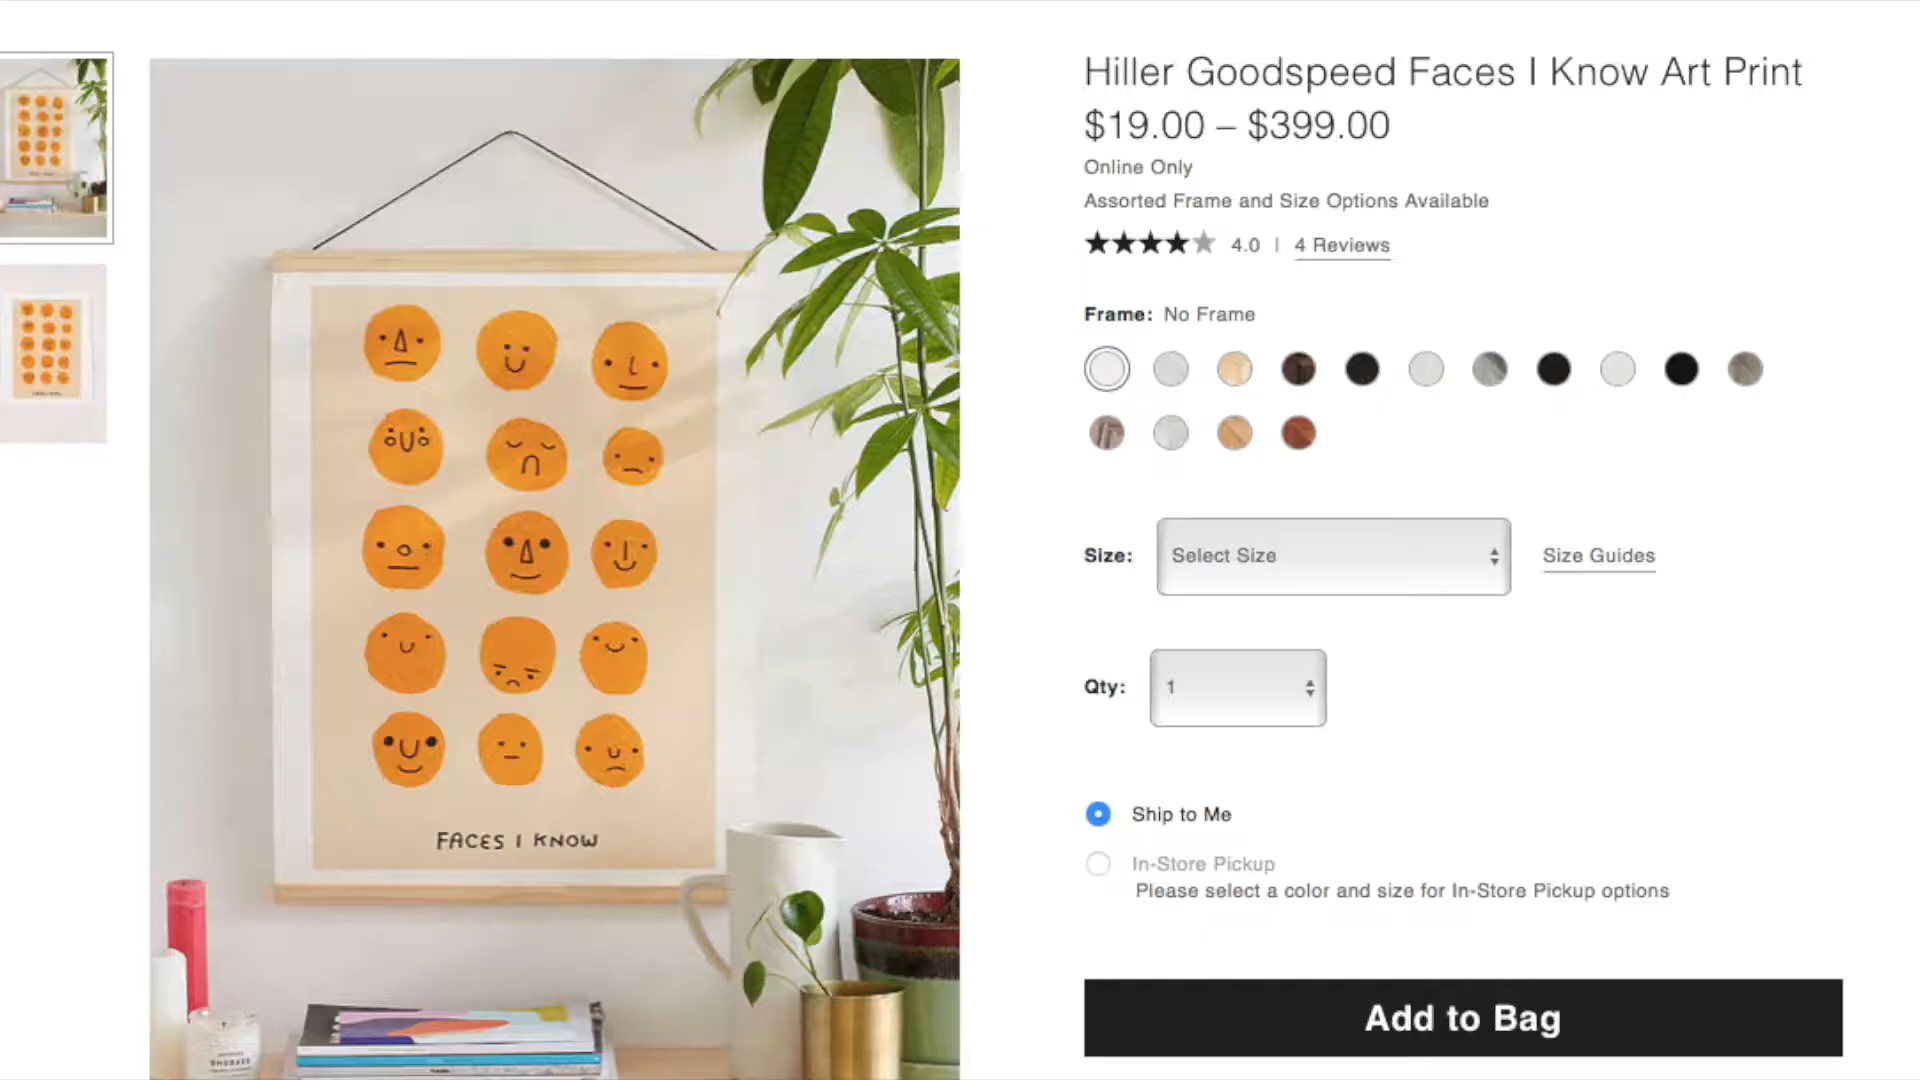 Hiller Goodspeed Faces I Know Art Print
$19.00 – $399.00
Online Only
Assorted Frame and Size Options Available
4.0 | 4 Reviews
Frame: No Frame
Size: Select Size Size Guides
Qty: 1
Ship to Me
In-Store Pickup
Please select a color and size for In-Store Pickup options
Add to Bag
FACES I KNOW